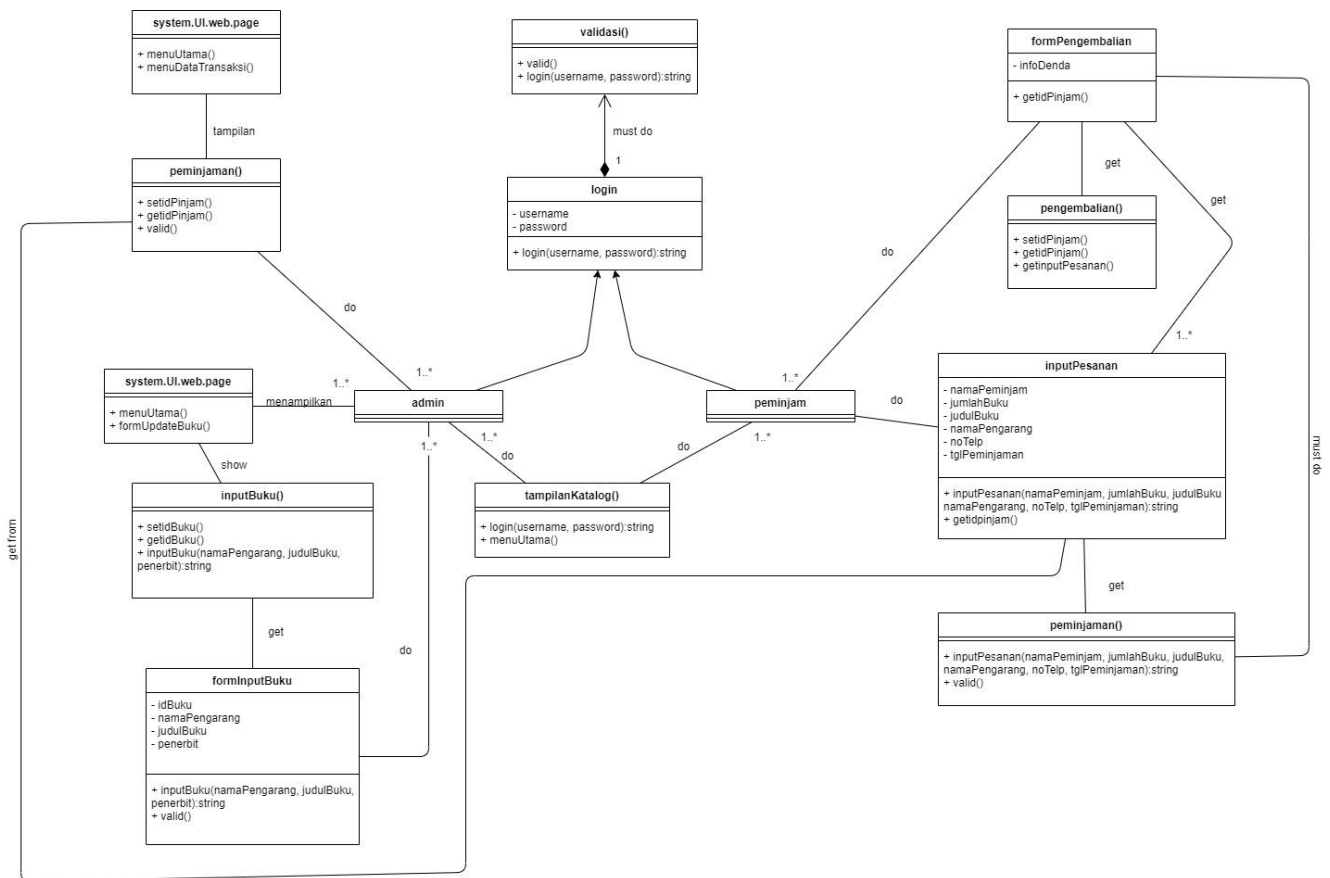 system.UI.web.page
+ menuUtama()
+ menuDataTransaksi()
tampilan
peminjaman()
+ setidPinjam()
+ getidPinjam()
+ valid()
do
validasi()
+ valid()
+ login(username, password):string
must do
1
login
- username
- password
+ login(username, password):string
formPengembalian
- infoDenda
+ getidPinjam()
get
get
do
pengembalian()
+ setidPinjam()
+ getidPinjam()
+ getinputPesanan()
1..*
system.UI.web.page
+ menuUtama()
+ formUpdateBuku()
1..*
menampilkan
1..*
admin
1..*
1..*
do
1..*
peminjam
1..*
do
do
inputPesanan
- namaPeminjam
- jumlahBuku
- judulBuku
- namaPengarang
- noTelp
- tglPeminjaman
+ inputPesanan(namaPeminjam, jumlahBuku, judulBuku
namaPengarang, noTelp, tglPeminjaman):string
+ getidpinjam()
must do
show
inputBuku()
+ setidBuku()
+ getidBuku()
+ inputBuku(namaPengarang, judulBuku,
penerbit):string
tampilanKatalog()
+ login(username, password):string
+ menuUtama()
get from
get
do
get
peminjaman()
+ inputPesanan(namaPeminjam, jumlahBuku, judulBuku,
namaPengarang, noTelp, tglPeminjaman):string
+ valid()
formInputBuku
- idBuku
- namaPengarang
- judulBuku
- penerbit
+ inputBuku(namaPengarang, judulBuku,
penerbit):string
+ valid()